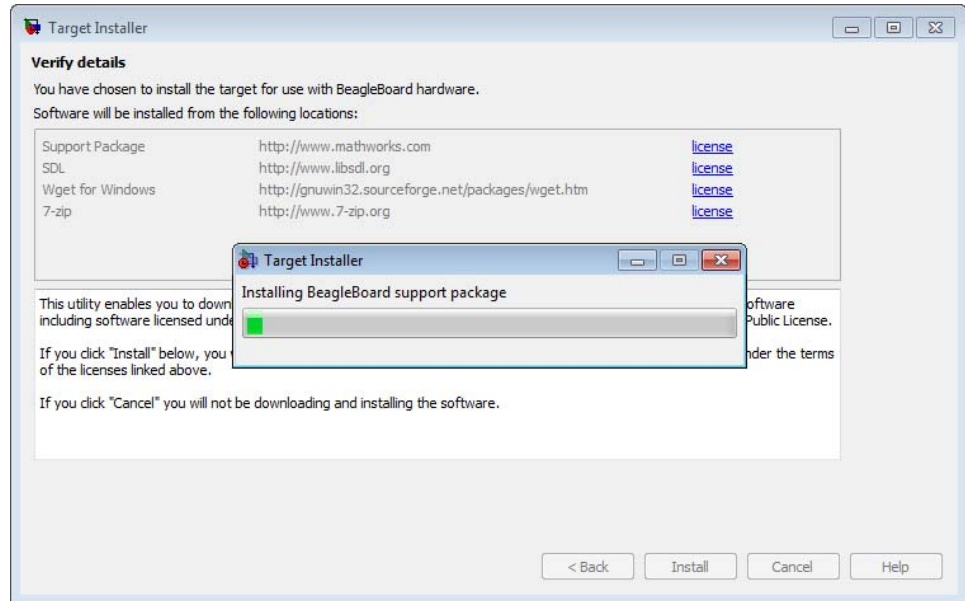 Target Installer
Verify details
You have chosen to install the target for use with BeagleBoard hardware.
Software will be installed from the following locations:
Support Package http://www.mathworks.com license
SDL http://www.libsdl.org license
Wget for Windows http://gnuwin32.sourceforge.net/packages/wget.htm license
7-zip http://www.7-zip.org license
Target Installer
Installing BeagleBoard support package
This utility enables you to down oftware
including software licensed unde Public License.
If you click "Install" below, you nder the terms
of the licenses linked above.
If you click "Cancel" you will not be downloading and installing the software.
< Back Install Cancel Help